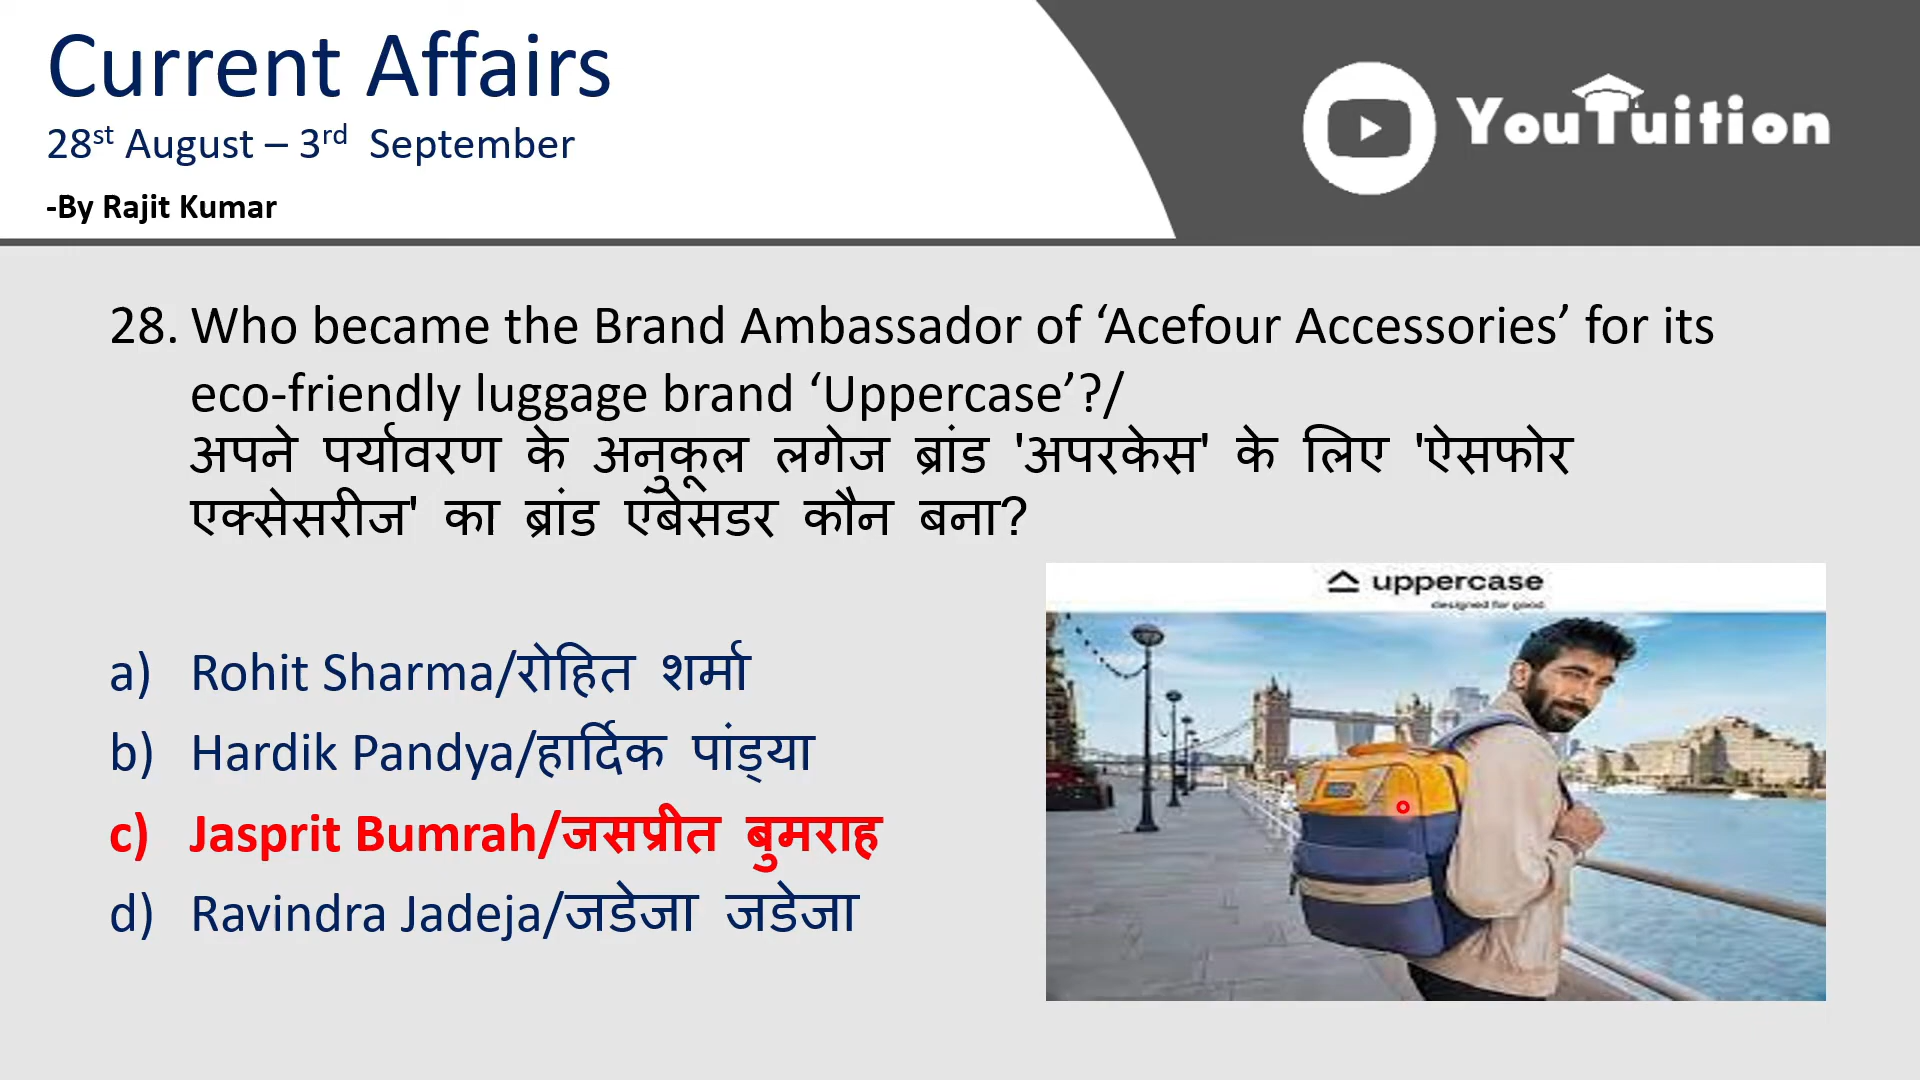 Current Affairs
28st August – 3rd September
-By Rajit Kumar
YouTuition
28. Who became the Brand Ambassador of ‘Acefour Accessories’ for its
eco-friendly luggage brand ‘Uppercase’?/
अपने पर्यावरण के अनुकूल लगेज ब्रांड 'अपरकेस' के लिए 'ऐसफोर
एक्सेसरीज' का ब्रांड एंबेसडर कौन बना?
a) Rohit Sharma/रोहित शर्मा
b) Hardik Pandya/हार्दिक पांड्या
c) Jasprit Bumrah/जसप्रीत बुमराह
d) Ravindra Jadeja/जडेजा जडेजा
uppercase
designed for good